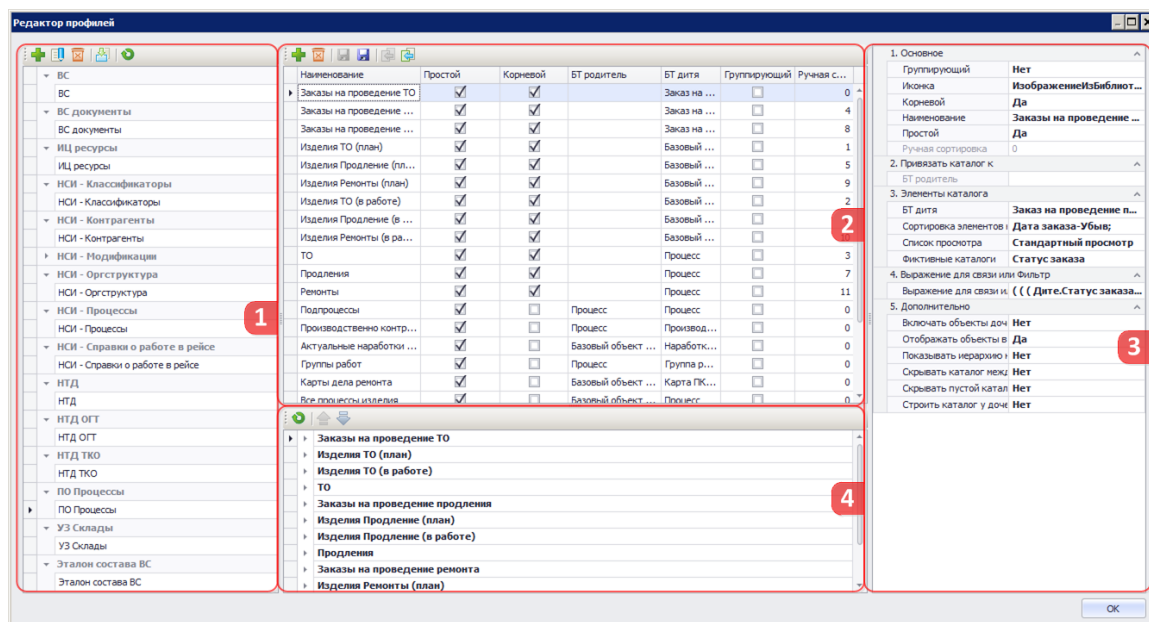 Редактор профилей
ВС
ВС
ВС документы
ВС документы
ИЦ ресурсы
ИЦ ресурсы
НСИ - Классификаторы
НСИ - Классификаторы
НСИ - Контрагенты
НСИ - Контрагенты
НСИ - Модификации
НСИ - Оргструктура
НСИ - Оргструктура
НСИ - Процессы
НСИ - Процессы
НСИ - Справки о работе в рейсе
НСИ - Справки о работе в рейсе
НТД
НТД
НТД ОГТ
НТД ОГТ
НТД ТКО
НТД ТКО
ПО Процессы
ПО Процессы
УЗ Склады
УЗ Склады
Эталон состава ВС
Эталон состава ВС
1
Наименование Простой Корневой БТ родитель БТ дитя Группирующий Ручная с...
Заказы на проведение ТО Заказ на ... 0
Заказы на проведение ... Заказ на ... 4
Заказы на проведение ... Заказ на ... 8
Изделия ТО (план) Базовый ... 1
Изделия Продление (пл... Базовый ... 5
Изделия Ремонты (план) Базовый ... 9
Изделия ТО (в работе) Базовый ... 2
Изделия Продление (в ... Базовый ...
Изделия Ремонты (в ра... Базовый ...
ТО Процесс 3
Продления Процесс 7
Ремонты Процесс 11
Подпроцессы Процесс Процесс 0
Производственно контр... Процесс Производ... 0
Актуальные наработки ... Базовый объект ... Наработк... 0
Группы работ Процесс Группа р... 0
Карты дела ремонта Базовый объект ... Карта ПК... 0
Все процессы изделия Базовый объект ... Процесс 0
2
Заказы на проведение ТО
Изделия ТО (план)
Изделия ТО (в работе)
ТО
Заказы на проведение продления
Изделия Продление (план)
Изделия Продление (в работе)
Продления
Заказы на проведение ремонта
Изделия Ремонты (план)
4
1. Основное
Группирующий Нет
Иконка ИзображениеИзБиблиот...
Корневой Да
Наименование Заказы на проведение ...
Простой Да
Ручная сортировка 0
2. Привязать каталог к
БТ родитель
3. Элементы каталога
БТ дитя Заказ на проведение п...
Сортировка элементов Дата заказа-Убыв;
Список просмотра Стандартный просмотр
Фиктивные каталоги Статус заказа
4. Выражение для связи или Фильтр
Выражение для связи и ( ( ( Дите.Статус заказа...
5. Дополнительно
Включать объекты доч Нет
Отображать объекты в Да
Показывать иерархию Нет
Скрывать каталог меж Нет
Скрывать пустой катал Нет
Строить каталог у доче Нет
3
OK